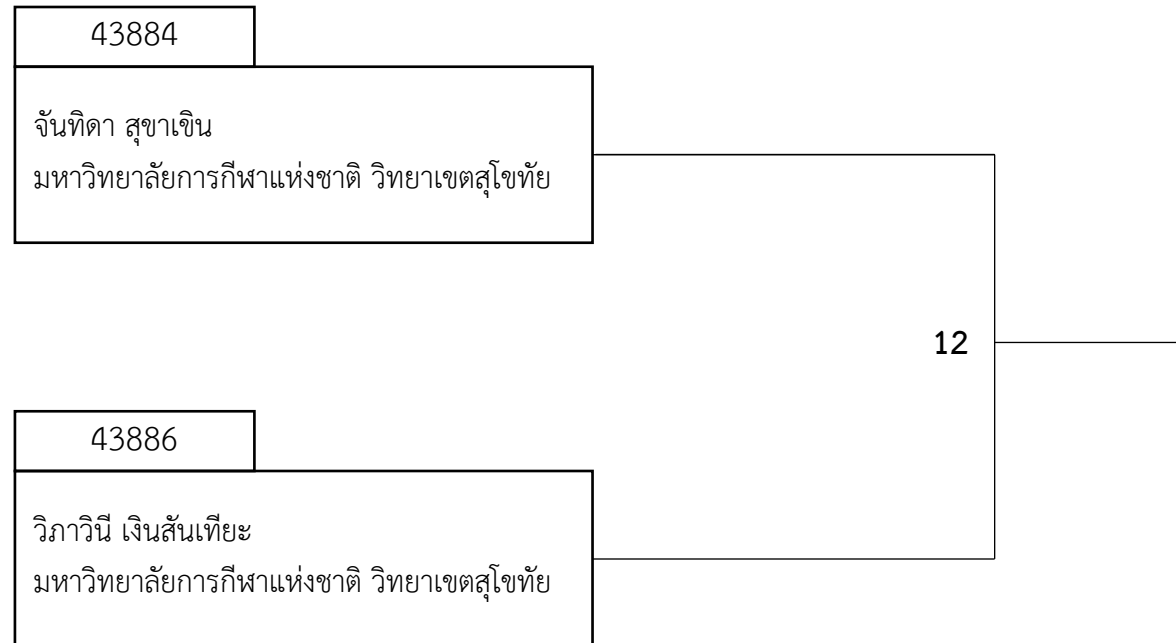 43884
จันทิดา สุขาเขิน
มหาวิทยาลัยการกีฬาแห่งชาติ วิทยาเขตสุโขทัย
12
43886
วิภาวินี เงินสันเทียะ
มหาวิทยาลัยการกีฬาแห่งชาติ วิทยาเขตสุโขทัย